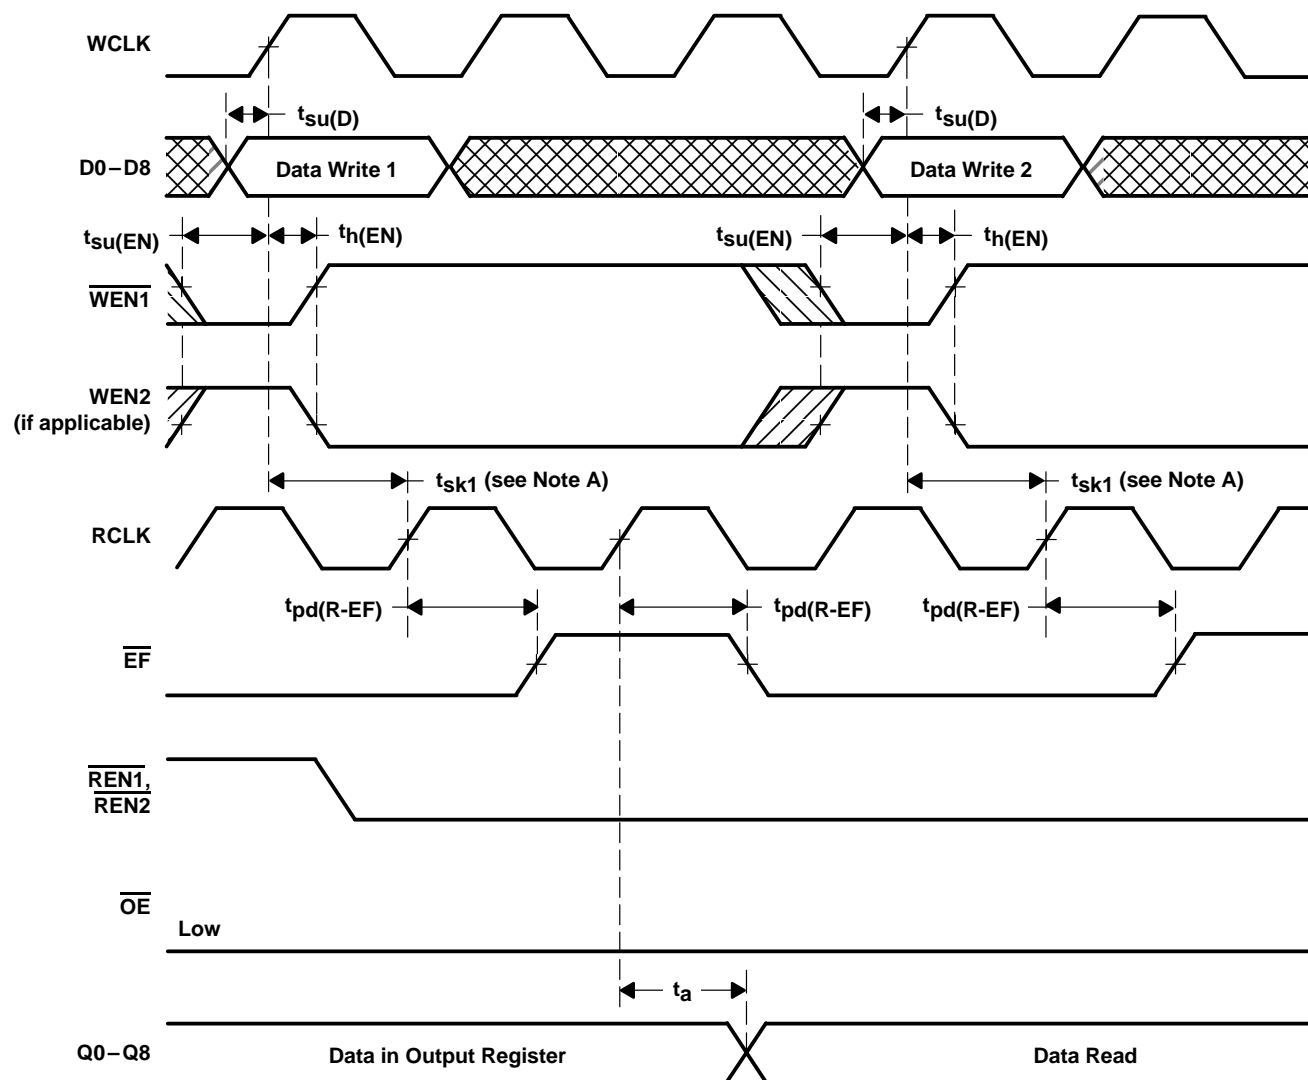 WCLK
tsu(D)
tsu(D)
D0–D8
Data Write 1
Data Write 2
tsu(EN)
th(EN)
tsu(EN)
th(EN)
WEN1
WEN2
(if applicable)
tsk1 (see Note A)
tsk1 (see Note A)
RCLK
tpd(R-EF)
tpd(R-EF)
tpd(R-EF)
EF
REN1,
REN2
OE
Low
ta
Q0–Q8
Data in Output Register
Data Read